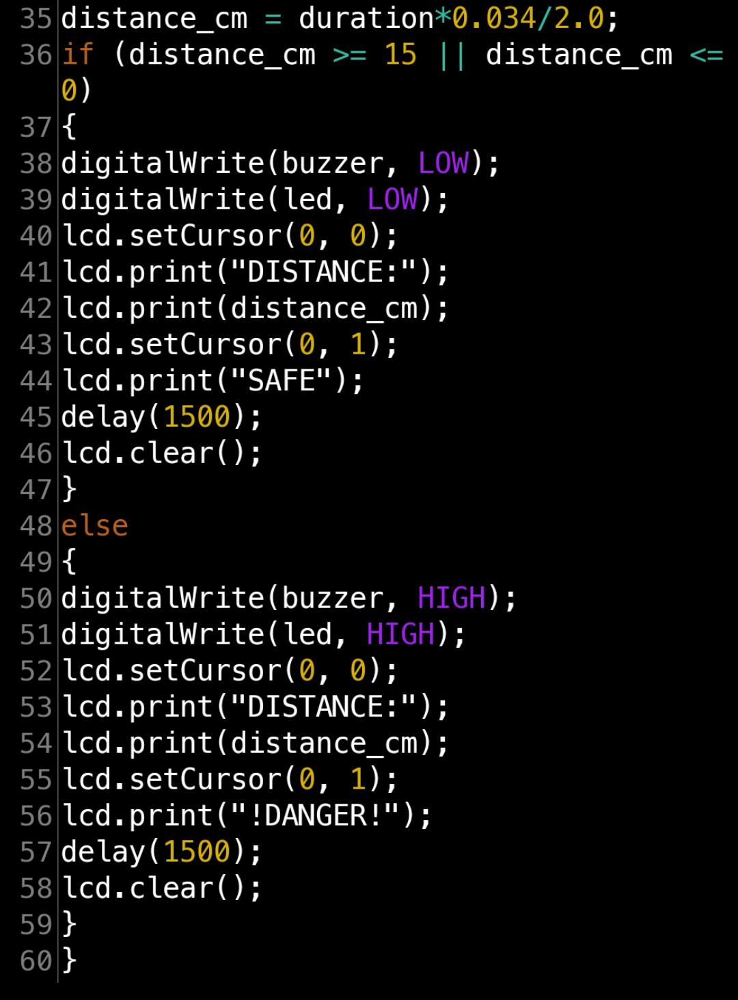 35 distance_cm = duration*0.034/2.0;
36 if (distance_cm >= 15 || distance_cm <=
0)
37 {
38 digitalWrite(buzzer, LOW);
39 digitalWrite(led, LOW);
40 lcd.setCursor(0, 0);
41 lcd.print("DISTANCE:");
42 lcd.print(distance_cm);
43 lcd.setCursor(0, 1);
44 lcd.print("SAFE");
45 delay(1500);
46 lcd.clear();
47 }
48 else
49 {
50 digitalWrite(buzzer, HIGH);
51 digitalWrite(led, HIGH);
52 lcd.setCursor(0, 0);
53 lcd.print("DISTANCE:");
54 lcd.print(distance_cm);
55 lcd.setCursor(0, 1);
56 lcd.print("!DANGER!");
57 delay(1500);
58 lcd.clear();
59 }
60 }